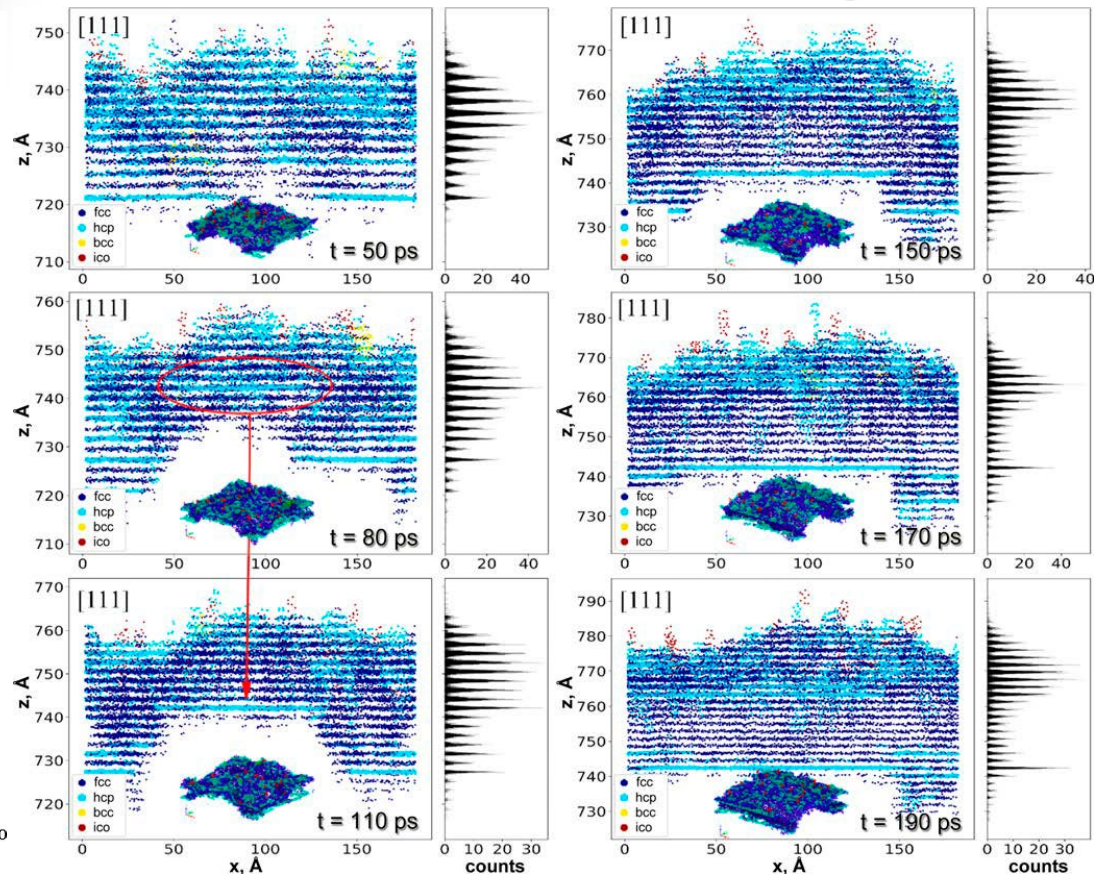 [111]
750
740
730
720
710
z, Å
fcc
hcp
bcc
ico
t = 50 ps
0 50 100 150
0 20 40
[111]
770
760
750
740
730
z, Å
fcc
hcp
bcc
ico
t = 150 ps
0 50 100 150
0 10 20 30 40
[111]
760
750
740
730
720
710
z, Å
fcc
hcp
bcc
ico
t = 80 ps
0 50 100 150
0 20 40
[111]
780
770
760
750
740
730
z, Å
fcc
hcp
bcc
ico
t = 170 ps
0 50 100 150
0 20 40
[111]
770
760
750
740
730
720
z, Å
fcc
hcp
bcc
ico
t = 110 ps
0 50 100 150
x, Å
0 10 20 30
counts
[111]
790
780
770
760
750
740
730
z, Å
fcc
hcp
bcc
ico
t = 190 ps
0 50 100 150
x, Å
0 10 20 30
counts